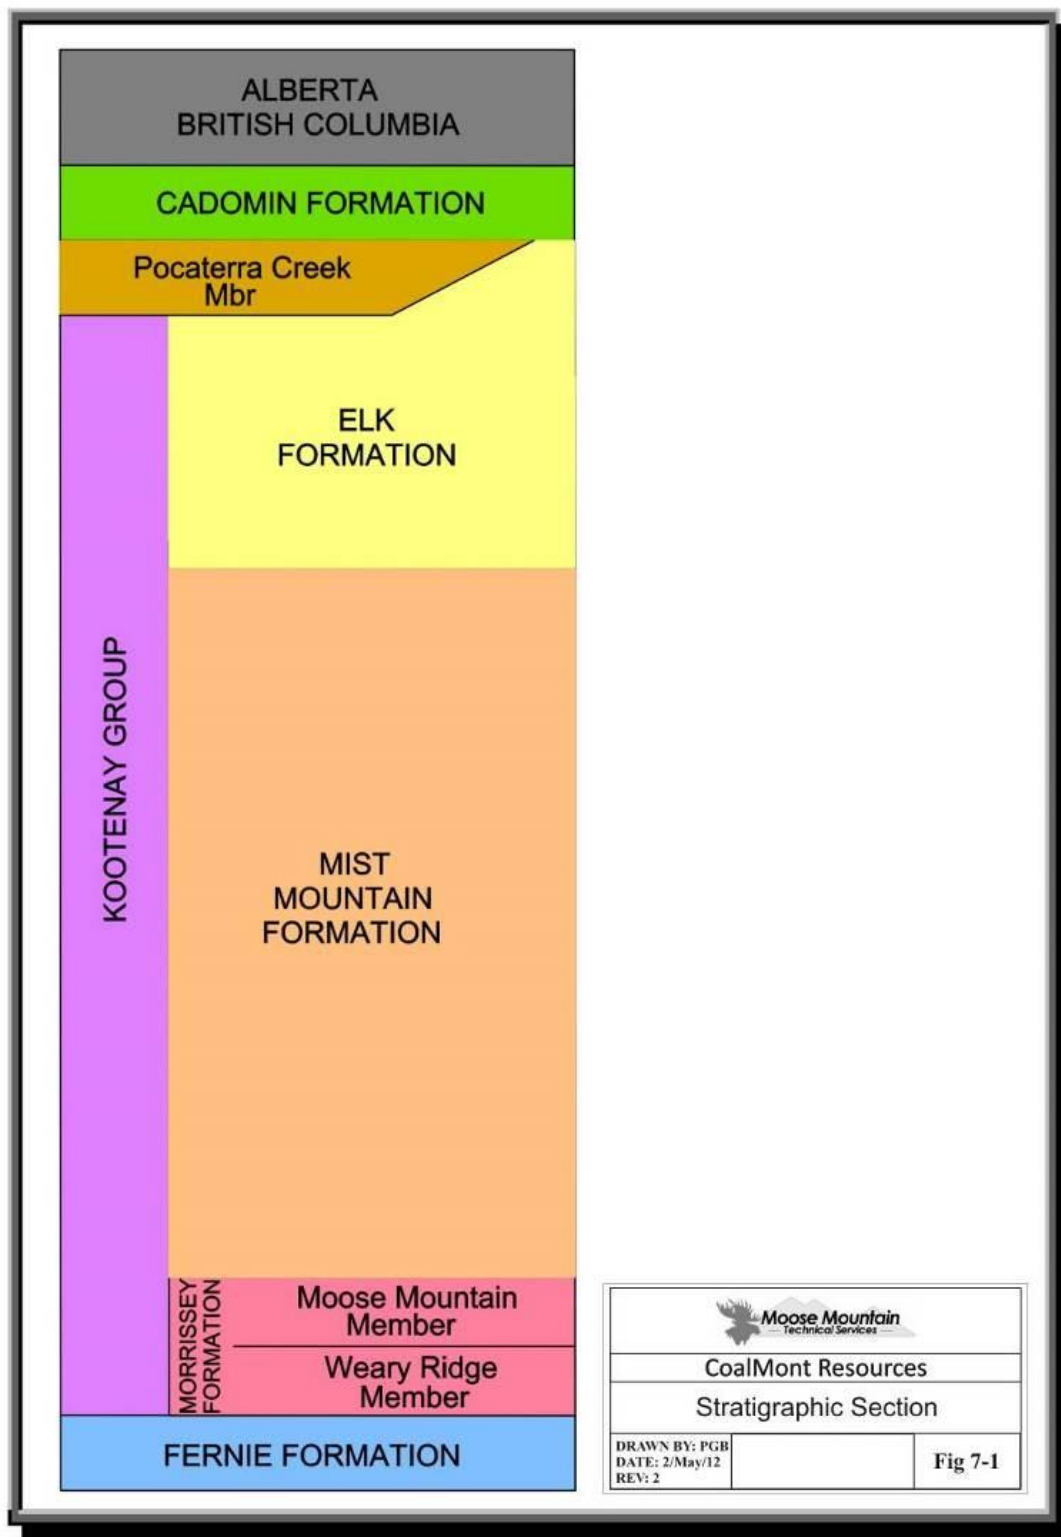 ALBERTA
BRITISH COLUMBIA
CADOMIN FORMATION
Pocaterra Creek
Mbr
ELK
FORMATION
KOOTENAY GROUP
MIST
MOUNTAIN
FORMATION
MORRISSEY
FORMATION
Moose Mountain
Member
Weary Ridge
Member
FERNIE FORMATION
Moose Mountain
Technical Services
CoalMont Resources
Stratigraphic Section
DRAWN BY: PGB
DATE: 2/May/12
REV: 2
Fig 7-1